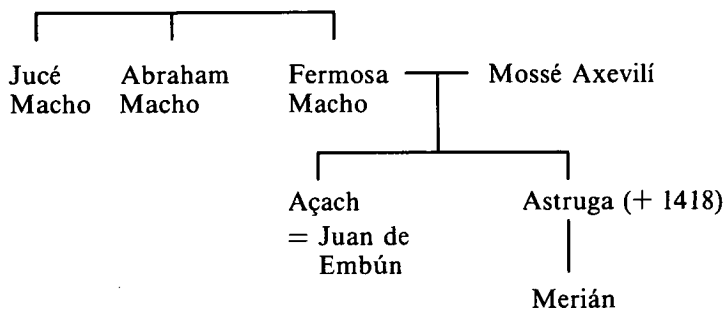 Jucé Macho
Abraham Macho
Fermosa Macho
Mossé Axevilí
Açach
= Juan de
Embún
Astruga (+ 1418)
Merián